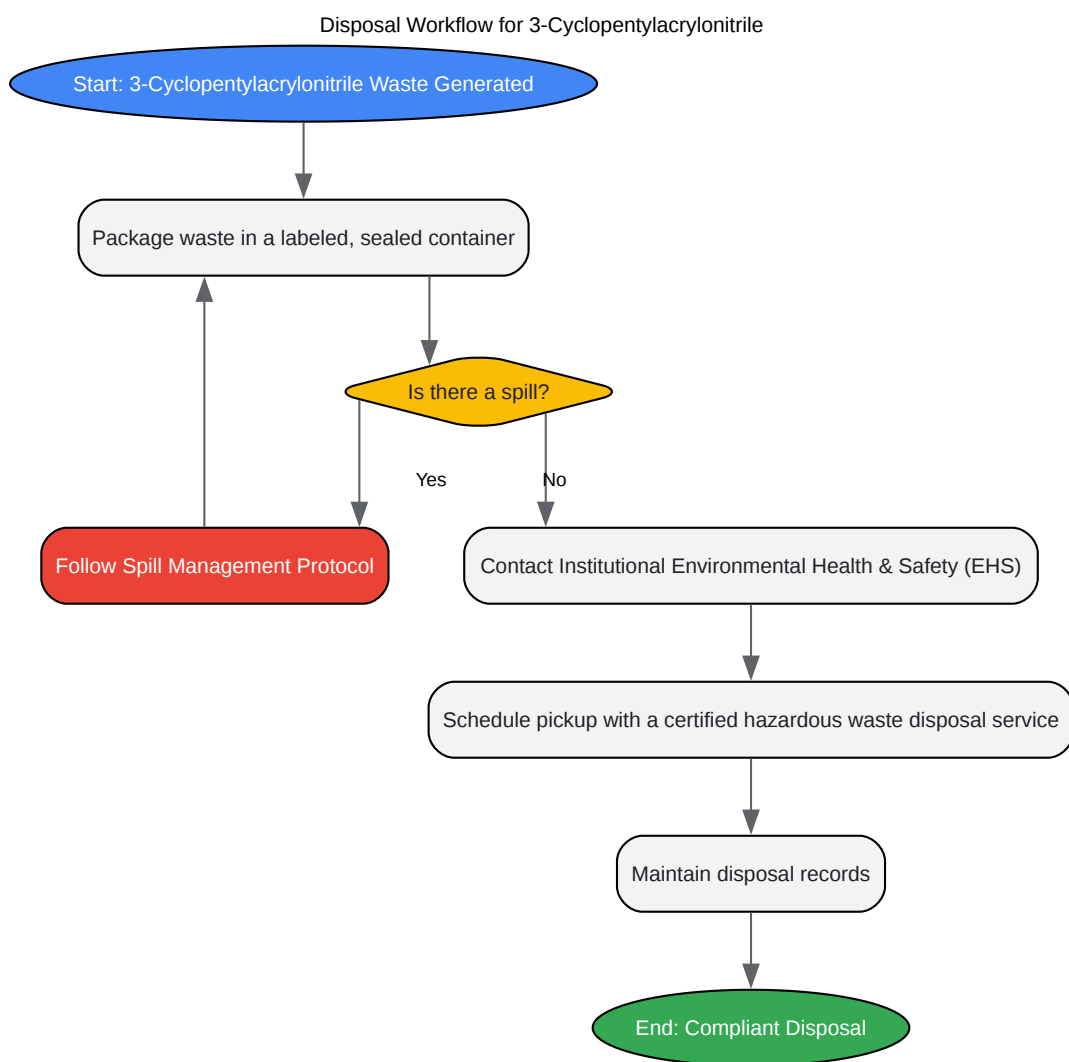 Disposal Workflow for 3-Cyclopentylacrylonitrile
Start: 3-Cyclopentylacrylonitrile Waste Generated
Package waste in a labeled, sealed container
Is there a spill?
Yes
No
Follow Spill Management Protocol
Contact Institutional Environmental Health & Safety (EHS)
Schedule pickup with a certified hazardous waste disposal service
Maintain disposal records
End: Compliant Disposal